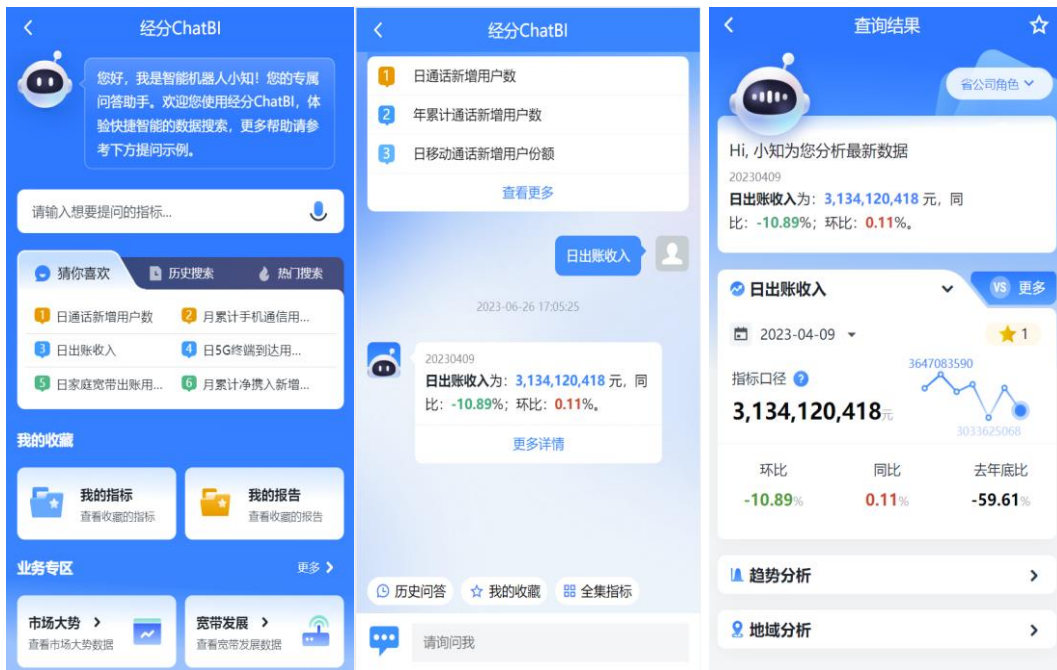 经分ChatBI
您好，我是智能机器人小知！您的专属
问答助手。欢迎您使用经分ChatBI，体
验快捷智能的数据搜索，更多帮助请参
考下方提问示例。
请输入想要提问的指标...
猜你喜欢 历史搜索 热门搜索
1 日通话新增用户数 2 月累计手机通信用...
3 日出账收入 4 日5G终端到达用...
5 日家庭宽带出账用... 6 月累计净携入新增...
我的收藏
我的指标 我的报告
查看收藏的指标 查看收藏的报告
业务专区 更多
市场大势 宽带发展
查看市场大势数据 查看宽带发展数据
经分ChatBI
1 日通话新增用户数
2 年累计通话新增用户数
3 日移动通话新增用户份额
查看更多
日出账收入
2023-06-26 17:05:25
20230409
日出账收入为：3,134,120,418 元，同
比：-10.89%；环比：0.11%。
更多详情
历史问答 我的收藏 全集指标
请询问我
查询结果
省公司角色
Hi, 小知为您分析最新数据
20230409
日出账收入为：3,134,120,418 元，同
比：-10.89%；环比：0.11%。
日出账收入 VS 更多
2023-04-09 1
指标口径 ? 3647083590
3,134,120,418元
3033625068
环比 同比 去年底比
-10.89% 0.11% -59.61%
趋势分析
地域分析